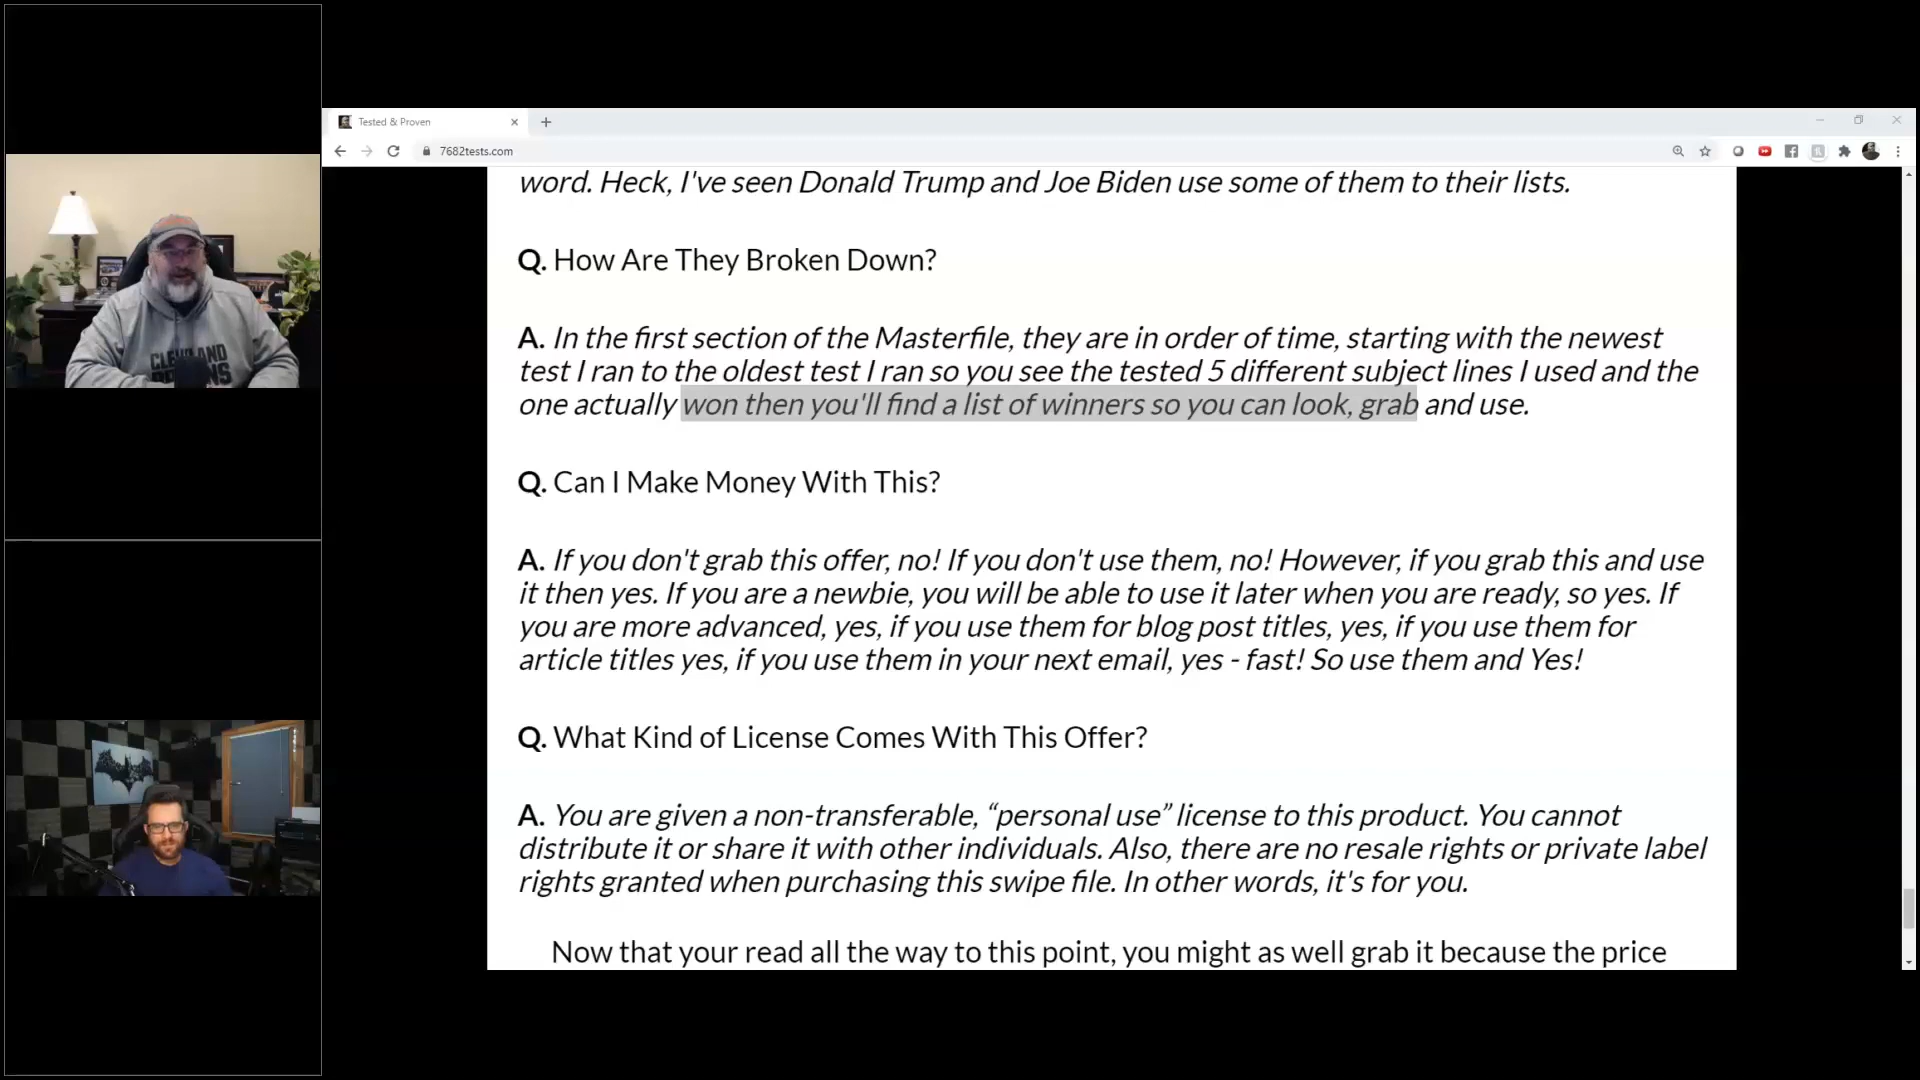 Tested & Proven
7682tests.com
word. Heck, I've seen Donald Trump and Joe Biden use some of them to their lists.
Q. How Are They Broken Down?
A. In the first section of the Masterfile, they are in order of time, starting with the newest
test I ran to the oldest test I ran so you see the tested 5 different subject lines I used and the
one actually won then you'll find a list of winners so you can look, grab and use.
Q. Can I Make Money With This?
A. If you don't grab this offer, no! If you don't use them, no! However, if you grab this and use
it then yes. If you are a newbie, you will be able to use it later when you are ready, so yes. If
you are more advanced, yes, if you use them for blog post titles, yes, if you use them for
article titles yes, if you use them in your next email, yes - fast! So use them and Yes!
Q. What Kind of License Comes With This Offer?
A. You are given a non-transferable, “personal use” license to this product. You cannot
distribute it or share it with other individuals. Also, there are no resale rights or private label
rights granted when purchasing this swipe file. In other words, it's for you.
Now that your read all the way to this point, you might as well grab it because the price